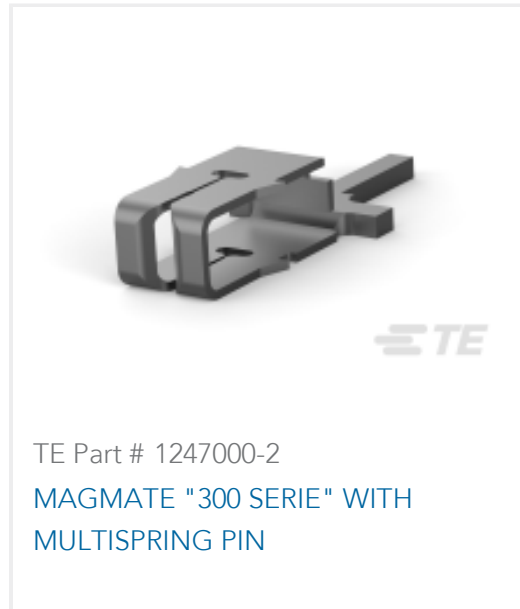 TE
TE Part # 1247000-2
MAGMATE "300 SERIE" WITH
MULTISPRING PIN